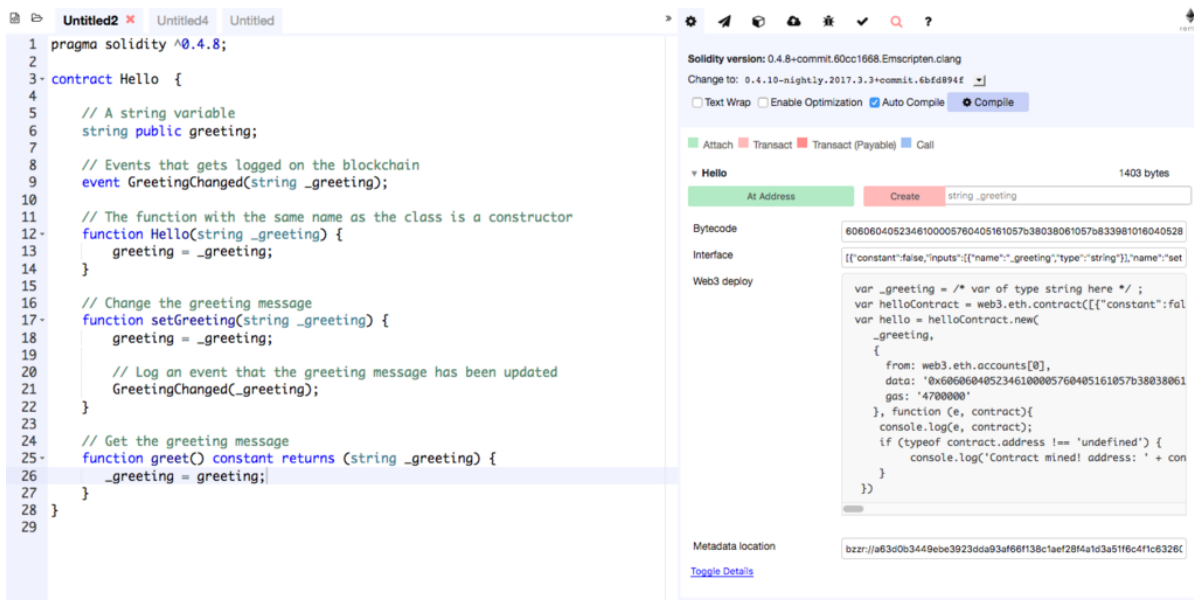 Untitled2 ✖ Untitled4 Untitled »
1 pragma solidity ^0.4.8;
2
3 contract Hello {
4
5 // A string variable
6 string public greeting;
7
8 // Events that gets logged on the blockchain
9 event GreetingChanged(string _greeting);
10
11 // The function with the same name as the class is a constructor
12 function Hello(string _greeting) {
13 greeting = _greeting;
14 }
15
16 // Change the greeting message
17 function setGreeting(string _greeting) {
18 greeting = _greeting;
19
20 // Log an event that the greeting message has been updated
21 GreetingChanged(_greeting);
22 }
23
24 // Get the greeting message
25 function greet() constant returns (string _greeting) {
26 _greeting = greeting;
27 }
28 }
29
?
Solidity version: 0.4.8+commit.60cc1668.Emscripten.clang
Change to: 0.4.10-nightly.2017.3.3+commit.6bfd894f
Text Wrap Enable Optimization Auto Compile Compile
Attach Transact Transact (Payable) Call
Hello 1403 bytes
At Address Create string _greeting
Bytecode
Interface [{"constant":false,"inputs":[{"name":"_greeting","type":"string"}],"name":"set
Web3 deploy
var _greeting = /* var of type string here */ ;
var helloContract = web3.eth.contract([{"constant":fal
var hello = helloContract.new(
_greeting,
{
from: web3.eth.accounts[0],
data: '0x6060604052346100005760405161057b38038061
gas: '4700000'
}, function (e, contract){
console.log(e, contract);
if (typeof contract.address !== 'undefined') {
console.log('Contract mined! address: ' + con
}
})
Metadata location
Toggle Details